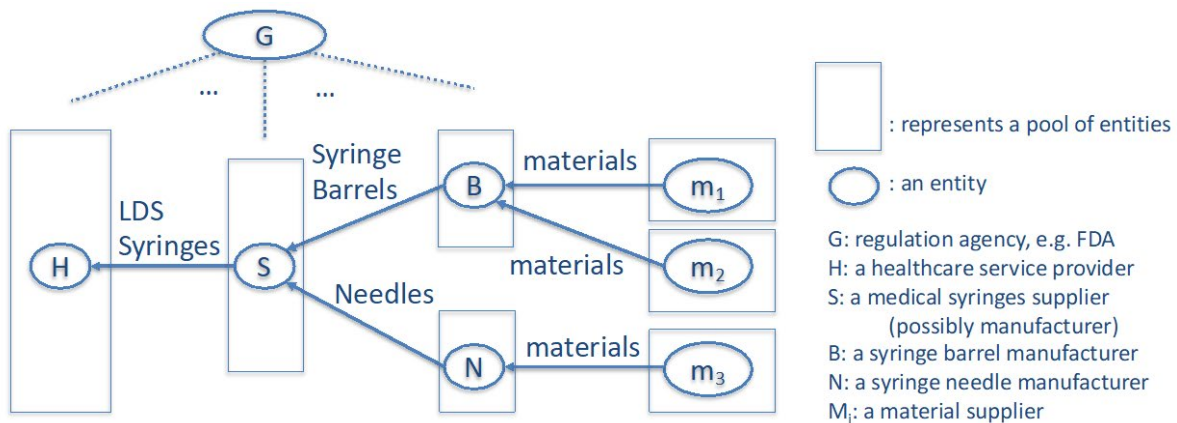 G
...
...
Syringe
Barrels
materials
B
m₁
LDS
Syringes
H
S
materials
m₂
Needles
materials
N
m₃
: represents a pool of entities
: an entity
G: regulation agency, e.g. FDA
H: a healthcare service provider
S: a medical syringes supplier
(possibly manufacturer)
B: a syringe barrel manufacturer
N: a syringe needle manufacturer
Mᵢ: a material supplier